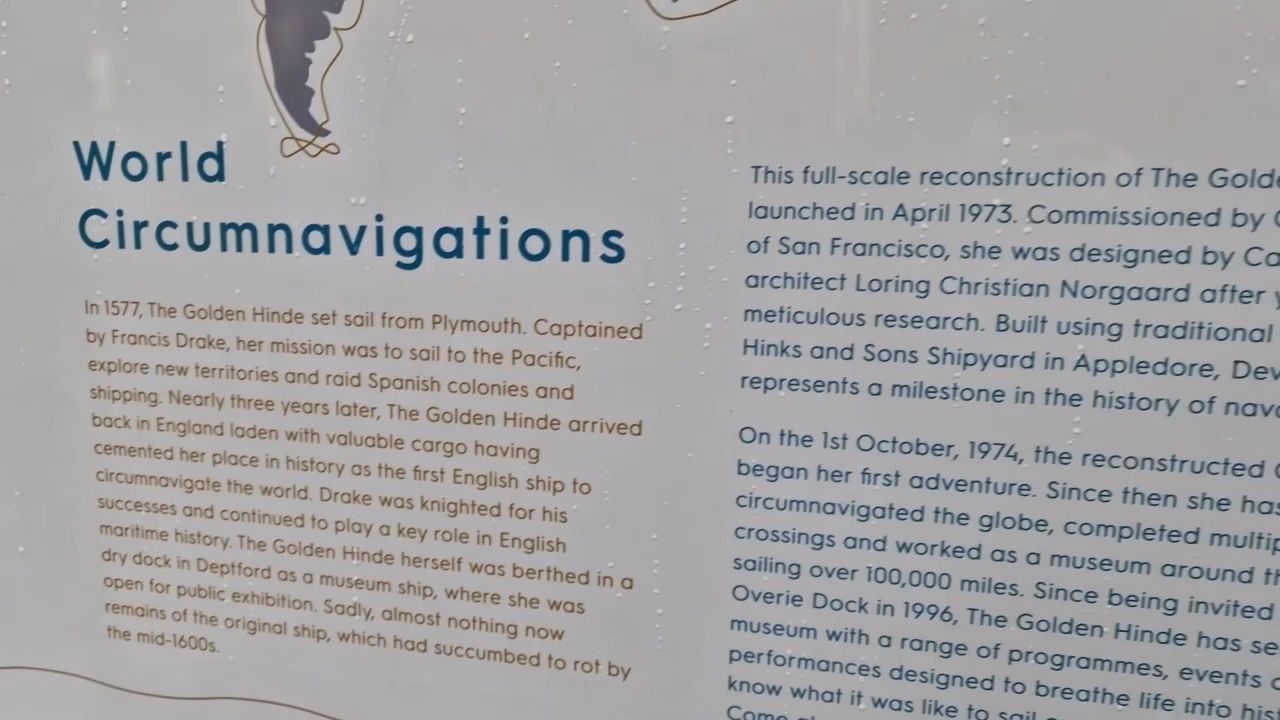 World
Circumnavigations
In 1577, The Golden Hinde set sail from Plymouth. Captained
by Francis Drake, her mission was to sail to the Pacific,
explore new territories and raid Spanish colonies and
shipping. Nearly three years later, The Golden Hinde arrived
back in England laden with valuable cargo having
cemented her place in history as the first English ship to
circumnavigate the world. Drake was knighted for his
successes and continued to play a key role in English
maritime history. The Golden Hinde herself was berthed in a
dry dock in Deptford as a museum ship, where she was
open for public exhibition. Sadly, almost nothing now
remains of the original ship, which had succumbed to rot by
the mid-1600s.
This full-scale reconstruction of The
launched in April 1973. Commissioned by
of San Francisco, she was designed by
architect Loring Christian Norgaard after
meticulous research. Built using traditional
Hinks and Sons Shipyard in Appledore,
represents a milestone in the history of
On the 1st October, 1974, the reconstructed
began her first adventure. Since then she has
circumnavigated the globe, completed
crossings and worked as a museum around
sailing over 100,000 miles. Since being invited
Overie Dock in 1996, The Golden Hinde has
museum with a range of programmes, events
performances designed to breathe life into
know what it was like to sail